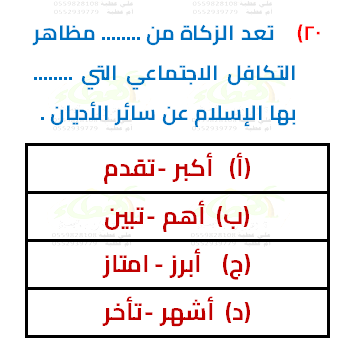 ٢٠) تعد الزكاة من ........ مظاهر
التكافل الاجتماعي التي ........
بها الإسلام عن سائر الأديان .
(أ) أكبر - تقدم
(ب) أهم - تبين
(ج) أبرز - امتاز
(د) أشهر - تأخر